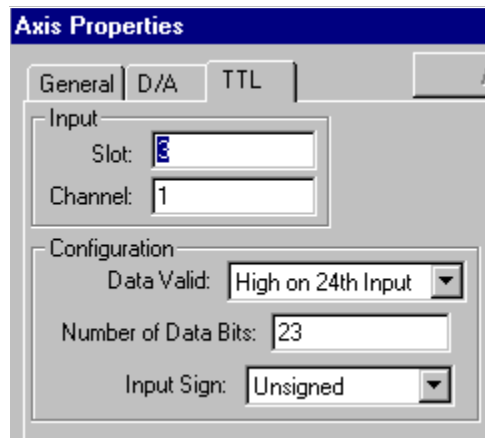 Axis Properties
General D/A TTL
Input
Slot: 3
Channel: 1
Configuration
Data Valid: High on 24th Input
Number of Data Bits: 23
Input Sign: Unsigned